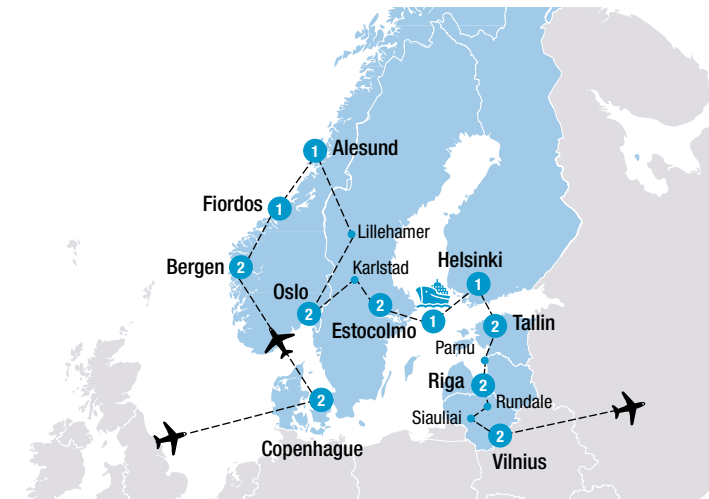 1 Alesund
Fiordos 1
Lillehamer
Bergen 2
Karlstad
Helsinki
1
Oslo
2
2
Estocolmo
1
2 Tallin
Parnu
Riga 2
Rundale
Siauliai
2
Vilnius
2
Copenhague